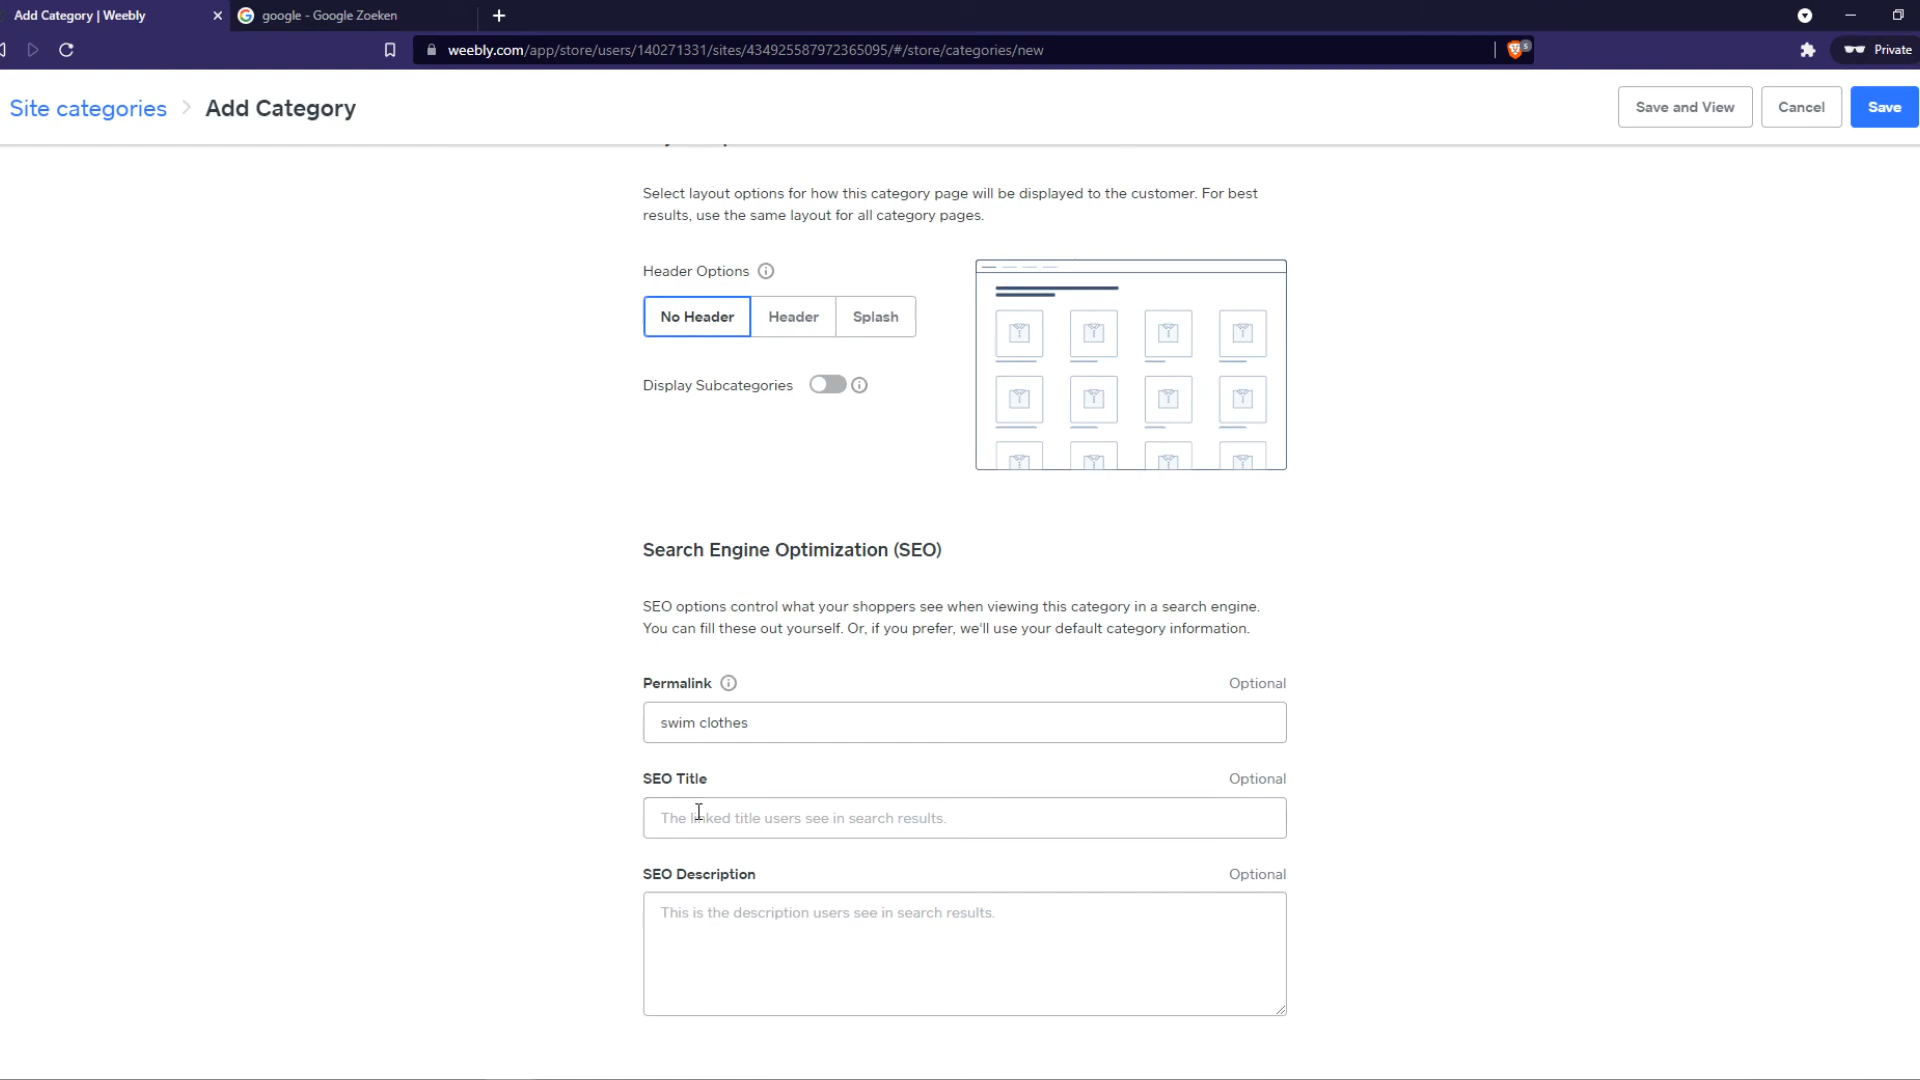 Add Category | Weebly
google - Google Zoeken
weebly.com/app/store/users/140271331/sites/434925587972365095/#/store/categories/new
5
Private
Site categories
Add Category
Save and View
Cancel
Save
Select layout options for how this category page will be displayed to the customer. For best
results, use the same layout for all category pages.
Header Options
No Header
Header
Splash
Display Subcategories
Search Engine Optimization (SEO)
SEO options control what your shoppers see when viewing this category in a search engine.
You can fill these out yourself. Or, if you prefer, we'll use your default category information.
Permalink
Optional
swim clothes
SEO Title
Optional
The linked title users see in search results.
SEO Description
Optional
This is the description users see in search results.